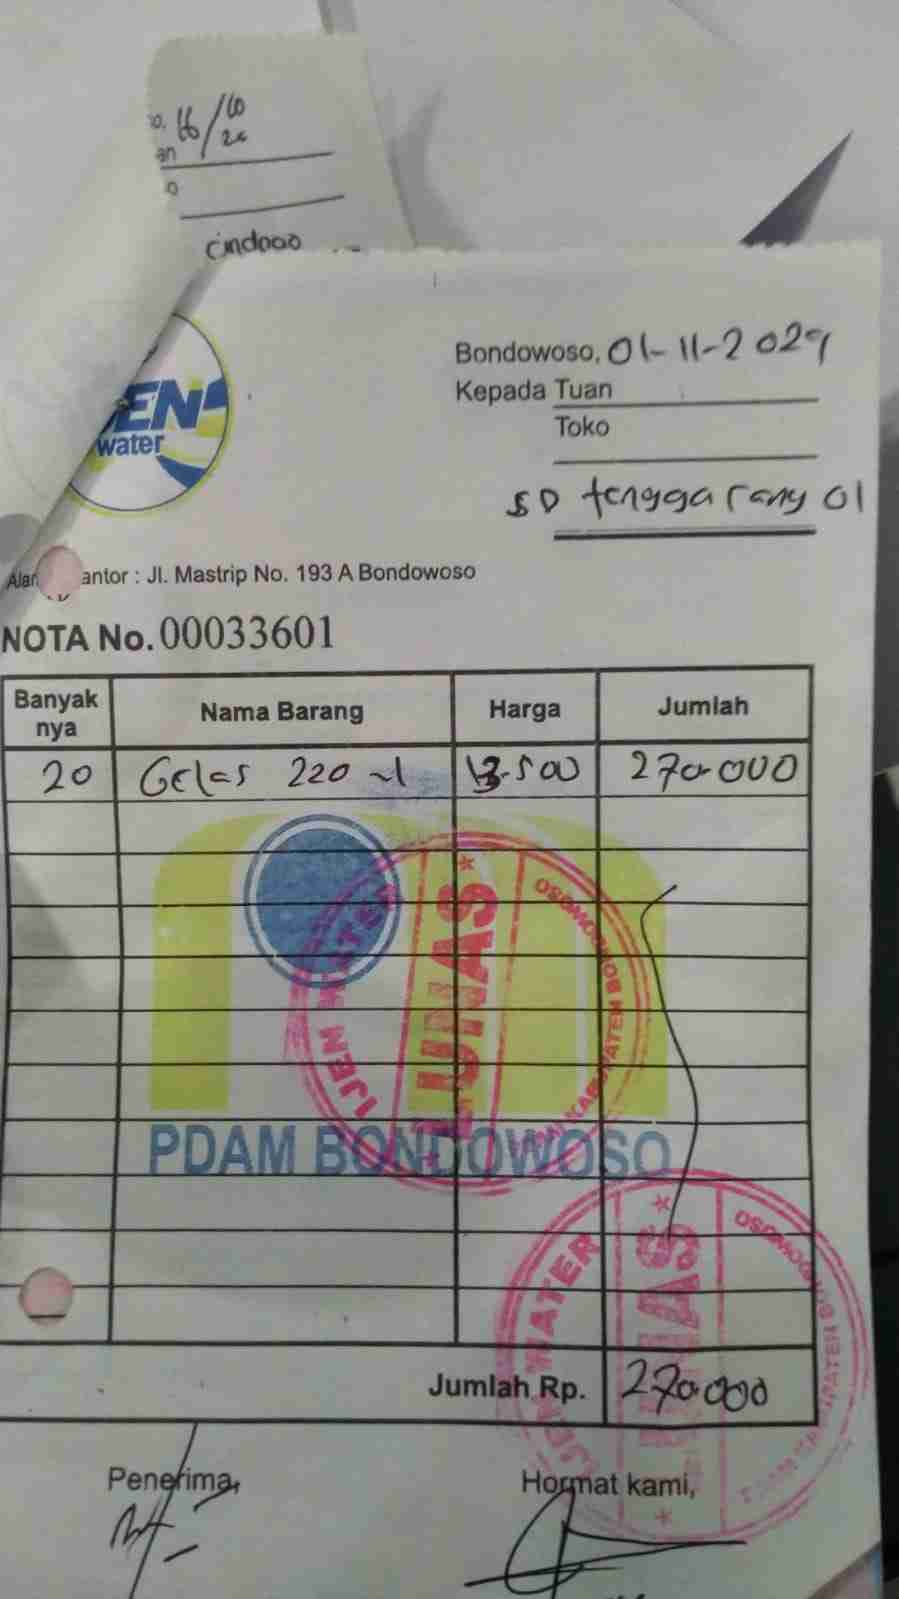 o. 16/10
24
an
o
Cindogo
EN
water
Bondowoso, 01-11-2024
Kepada Tuan
Toko
SD tenggarang 01
Alam antor : Jl. Mastrip No. 193 A Bondowoso
NOTA No. 00033601
Banyak nya Nama Barang Harga Jumlah
20 Gelas 220 ml 13.500 270.000
IJEN WATER
LUNAS
PDAM KABUPATEN BONDOWOSO
PDAM BONDOWOSO
IJEN WATER
LUNAS
PDAM KABUPATEN BONDOWOSO
Jumlah Rp. 270.000
Penerima, Hormat kami,